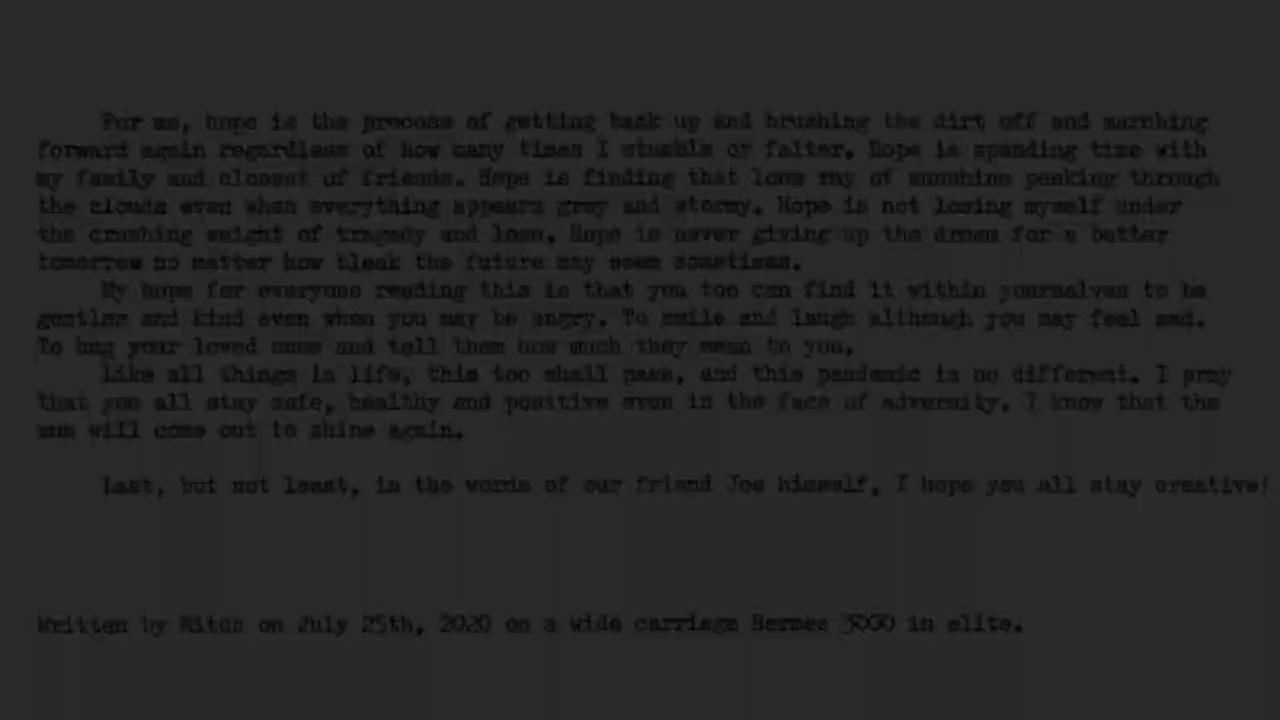 For me, hope is the process of getting back up and brushing the dirt off and marching
forward again regardless of how many times I stumble or falter. Hope is spending time with
my family and closest of friends. Hope is finding that lone ray of sunshine peeking through
the clouds even when everything appears grey and stormy. Hope is not losing myself under
the crushing weight of tragedy and loss. Hope is never giving up the dream for a better
tomorrow no matter how bleak the future may seem sometimes.
My hope for everyone reading this is that you too can find it within yourselves to be
gentler and kind even when you may be angry. To smile and laugh although you may feel sad.
To hug your loved ones and tell them how much they mean to you.
Like all things in life, this too shall pass, and this pandemic is no different. I pray
that you all stay safe, healthy and positive even in the face of adversity. I know that the
sun will come out to shine again.
Last, but not least, in the words of our friend Joe himself, I hope you all stay creative!
Written by on July 25th, 2020 on a wide carriage Hermes 3000 in elite.